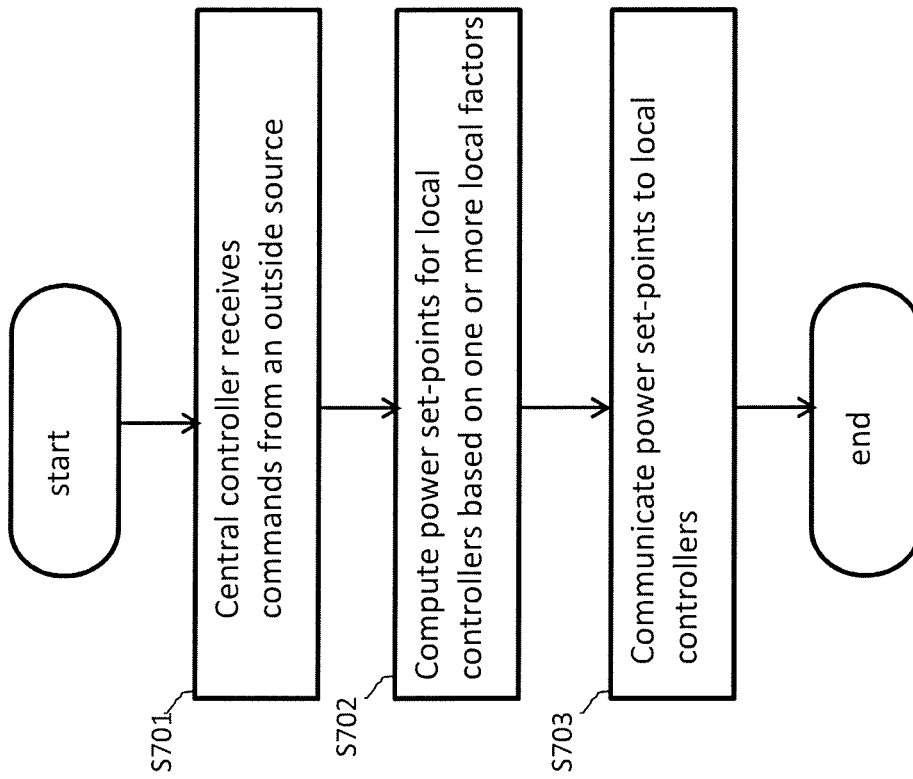 start
S701
Central controller receives
commands from an outside source
S702
Compute power set-points for local
controllers based on one or more local factors
S703
Communicate power set-points to local
controllers
end